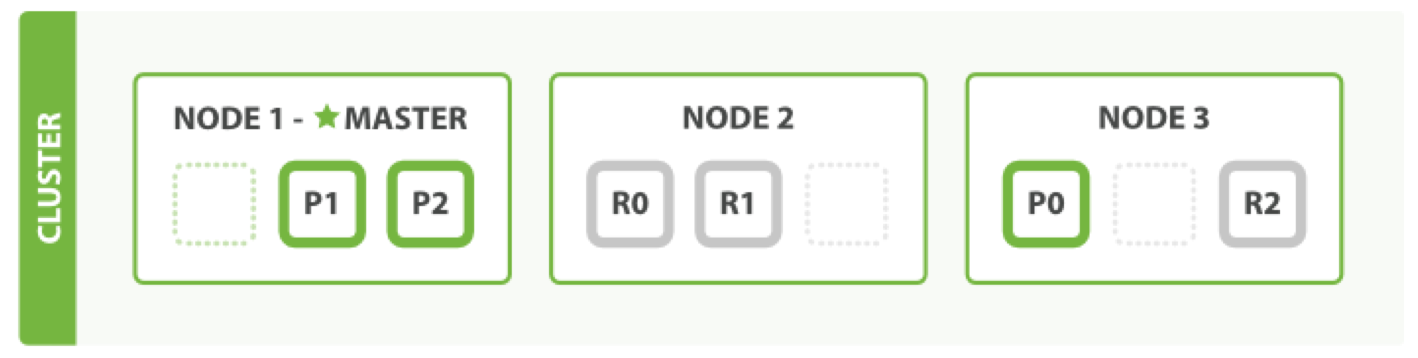 CLUSTER
NODE 1 - ★MASTER
P1 P2
NODE 2
R0 R1
NODE 3
P0 R2